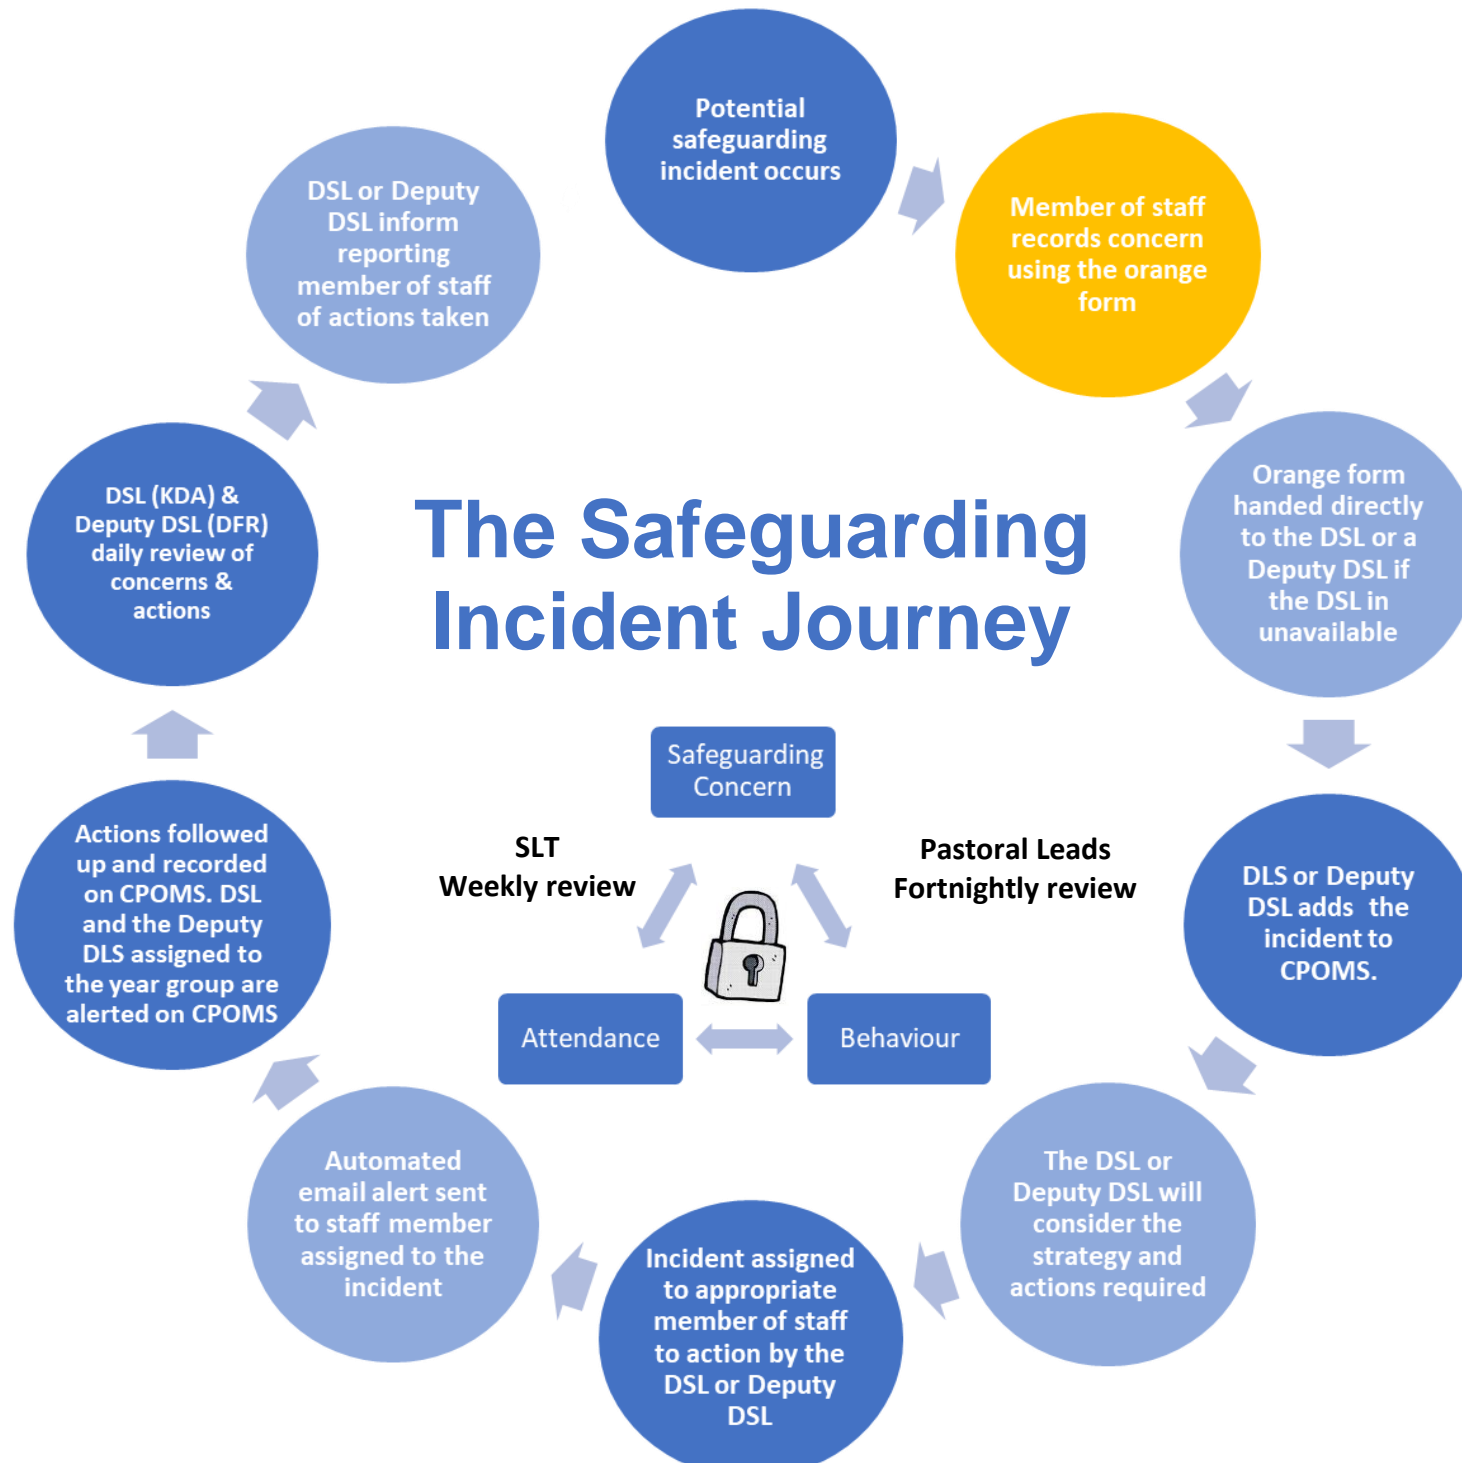 Potential
safeguarding
incident occurs
Member of staff
records concern
using the orange
form
Orange form
handed directly
to the DSL or a
Deputy DSL if
the DSL in
unavailable
DLS or Deputy
DSL adds the
incident to
CPOMS.
The DSL or
Deputy DSL will
consider the
strategy and
actions required
Incident assigned
to appropriate
member of staff
to action by the
DSL or Deputy
DSL
Automated
email alert sent
to staff member
assigned to the
incident
Actions followed
up and recorded
on CPOMS. DSL
and the Deputy
DLS assigned to
the year group are
alerted on CPOMS
DSL (KDA) &
Deputy DSL (DFR)
daily review of
concerns &
actions
DSL or Deputy
DSL inform
reporting
member of staff
of actions taken
The Safeguarding
Incident Journey
Safeguarding
Concern
SLT
Weekly review
Pastoral Leads
Fortnightly review
Attendance
Behaviour